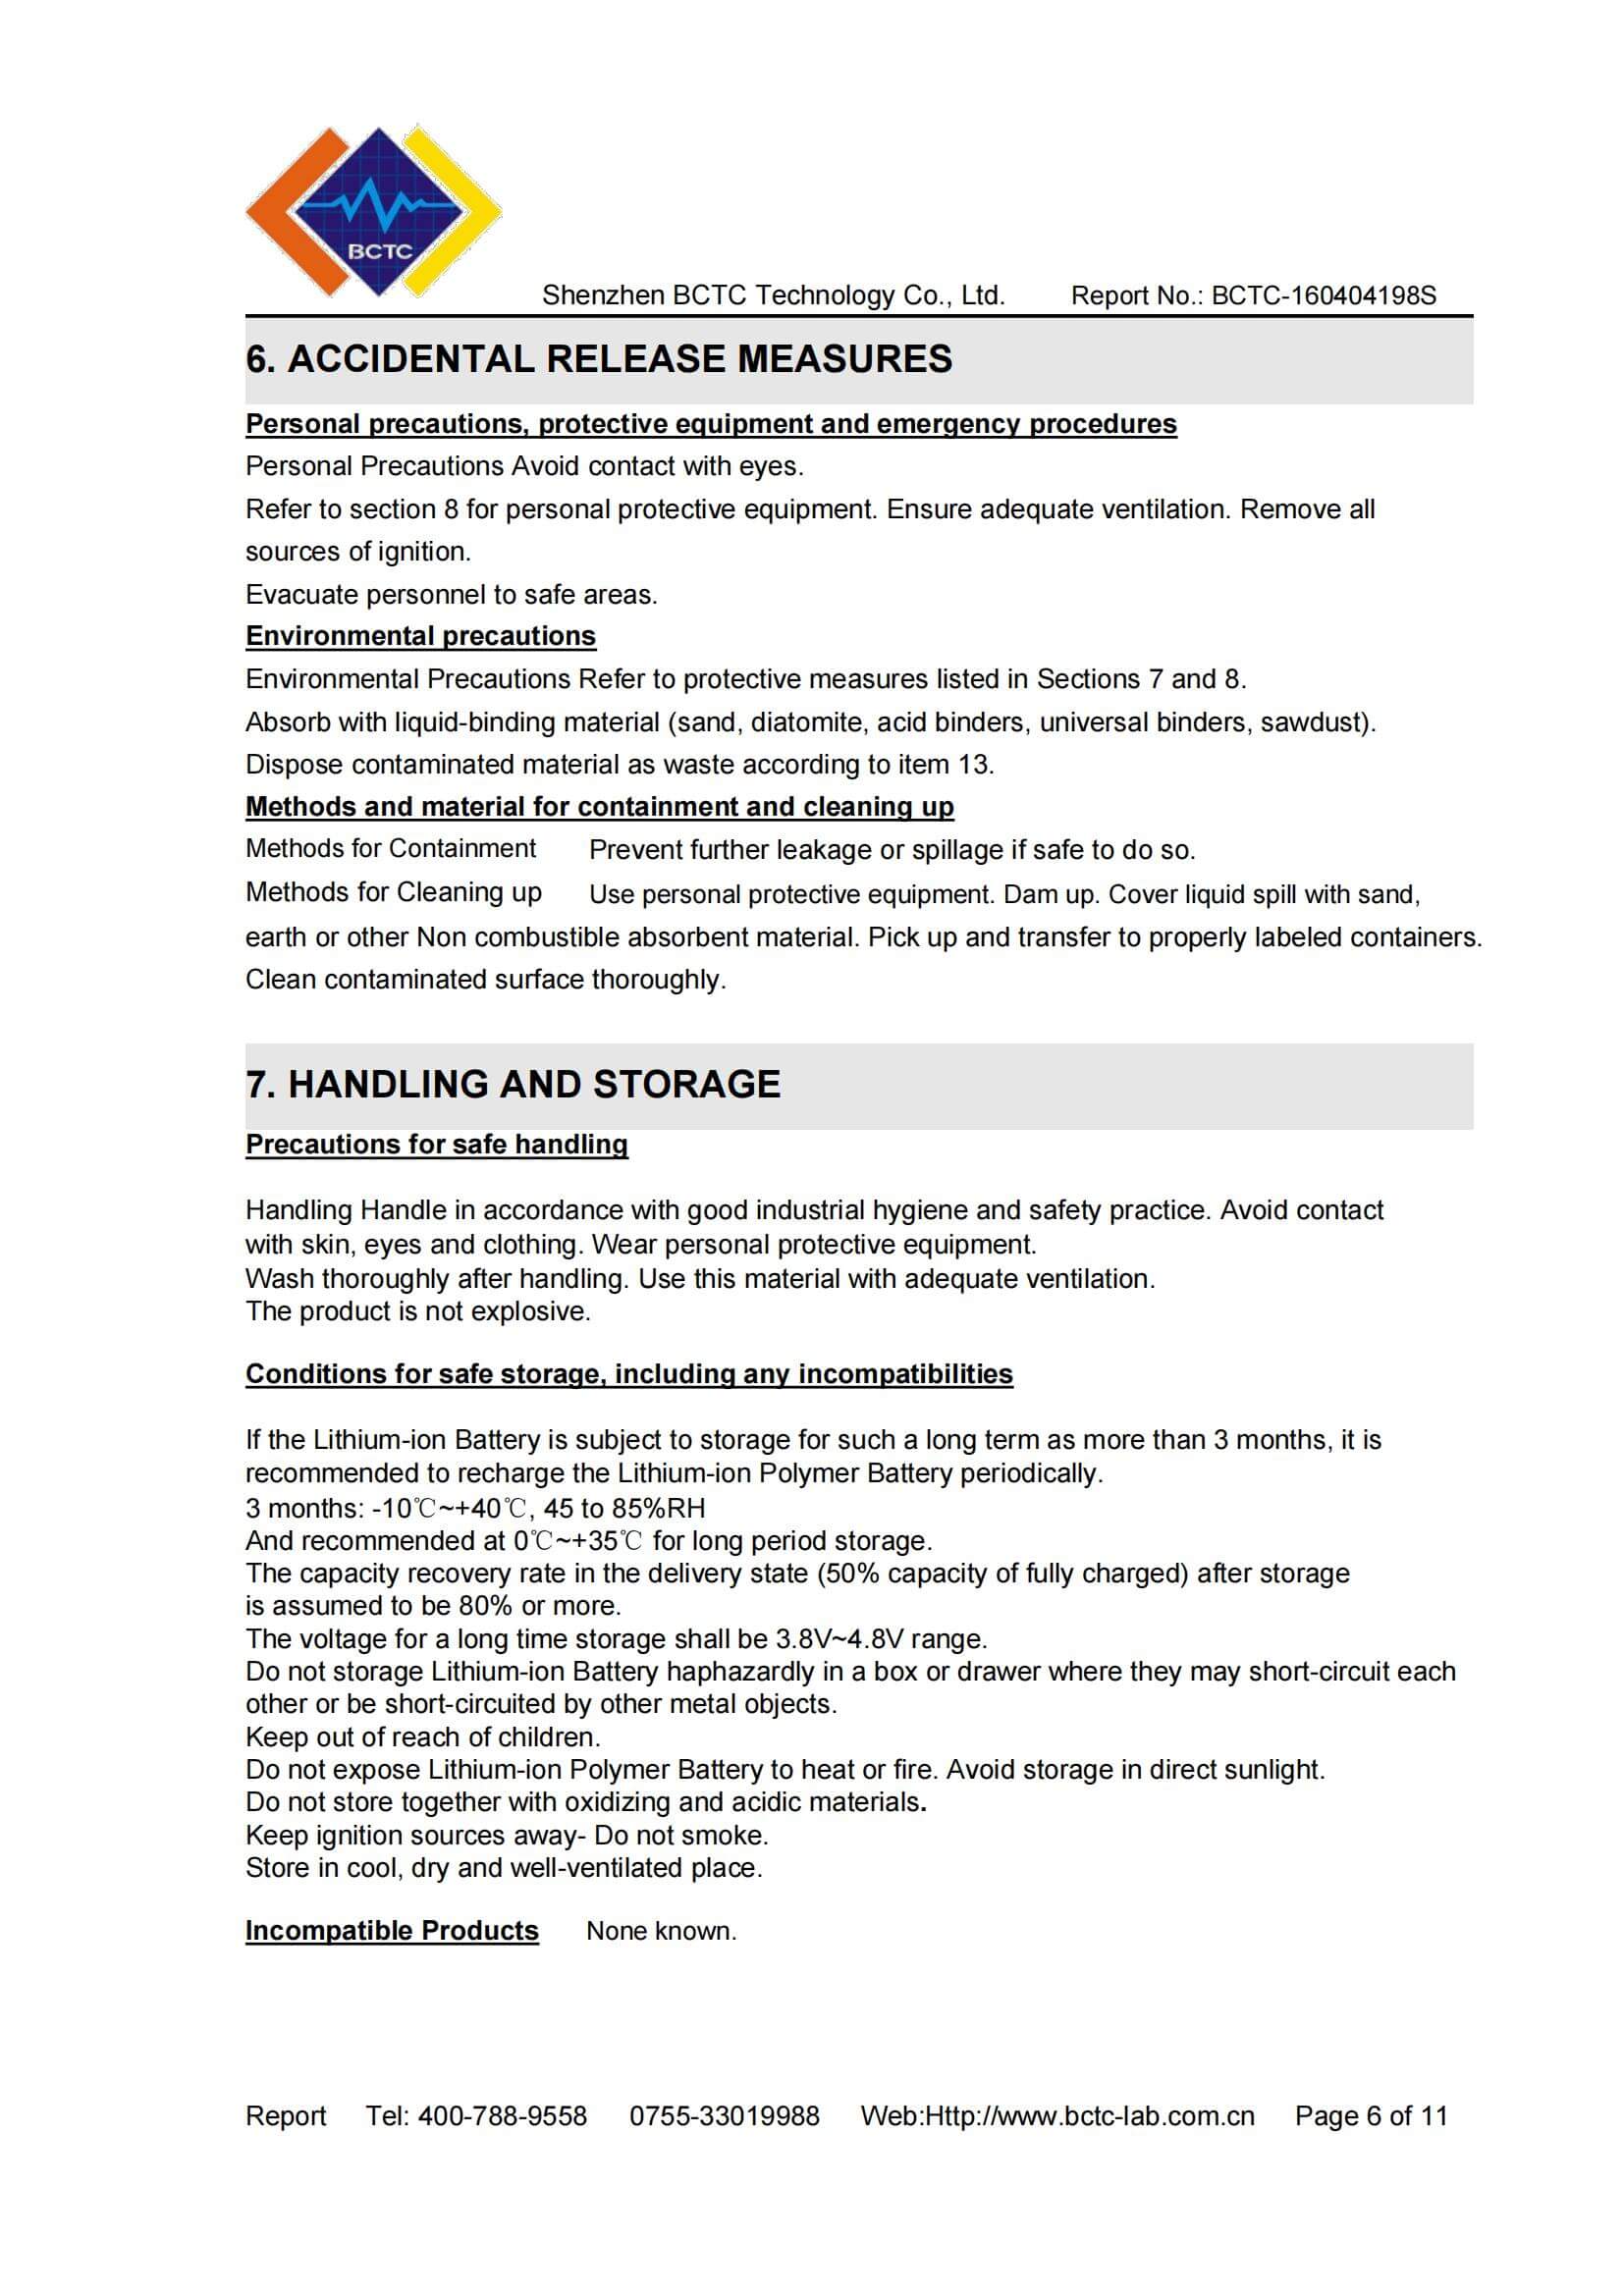 BCTC
Shenzhen BCTC Technology Co., Ltd. Report No.: BCTC-160404198S
6. ACCIDENTAL RELEASE MEASURES
Personal precautions, protective equipment and emergency procedures
Personal Precautions Avoid contact with eyes.
Refer to section 8 for personal protective equipment. Ensure adequate ventilation. Remove all
sources of ignition.
Evacuate personnel to safe areas.
Environmental precautions
Environmental Precautions Refer to protective measures listed in Sections 7 and 8.
Absorb with liquid-binding material (sand, diatomite, acid binders, universal binders, sawdust).
Dispose contaminated material as waste according to item 13.
Methods and material for containment and cleaning up
Methods for Containment Prevent further leakage or spillage if safe to do so.
Methods for Cleaning up Use personal protective equipment. Dam up. Cover liquid spill with sand,
earth or other Non combustible absorbent material. Pick up and transfer to properly labeled containers.
Clean contaminated surface thoroughly.
7. HANDLING AND STORAGE
Precautions for safe handling
Handling Handle in accordance with good industrial hygiene and safety practice. Avoid contact
with skin, eyes and clothing. Wear personal protective equipment.
Wash thoroughly after handling. Use this material with adequate ventilation.
The product is not explosive.
Conditions for safe storage, including any incompatibilities
If the Lithium-ion Battery is subject to storage for such a long term as more than 3 months, it is
recommended to recharge the Lithium-ion Polymer Battery periodically.
3 months: -10℃~+40℃, 45 to 85%RH
And recommended at 0℃~+35℃ for long period storage.
The capacity recovery rate in the delivery state (50% capacity of fully charged) after storage
is assumed to be 80% or more.
The voltage for a long time storage shall be 3.8V~4.8V range.
Do not storage Lithium-ion Battery haphazardly in a box or drawer where they may short-circuit each
other or be short-circuited by other metal objects.
Keep out of reach of children.
Do not expose Lithium-ion Polymer Battery to heat or fire. Avoid storage in direct sunlight.
Do not store together with oxidizing and acidic materials.
Keep ignition sources away- Do not smoke.
Store in cool, dry and well-ventilated place.
Incompatible Products None known.
Report Tel: 400-788-9558 0755-33019988 Web:Http://www.bctc-lab.com.cn Page 6 of 11